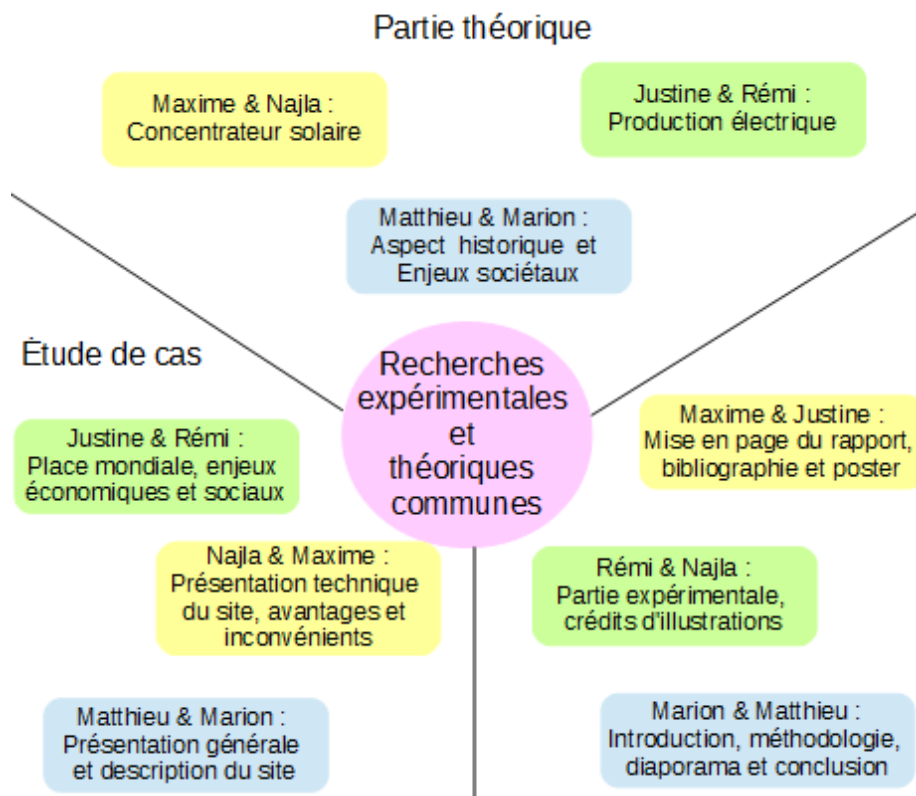 Partie théorique
Maxime & Najla :
Concentrateur solaire
Justine & Rémi :
Production électrique
Matthieu & Marion :
Aspect historique et
Enjeux sociétaux
Étude de cas
Recherches
expérimentales
et
théoriques
communes
Justine & Rémi :
Place mondiale, enjeux
économiques et sociaux
Najla & Maxime :
Présentation technique
du site, avantages et
inconvénients
Matthieu & Marion :
Présentation générale
et description du site
Maxime & Justine :
Mise en page du rapport,
bibliographie et poster
Rémi & Najla :
Partie expérimentale,
crédits d'illustrations
Marion & Matthieu :
Introduction, méthodologie,
diaporama et conclusion